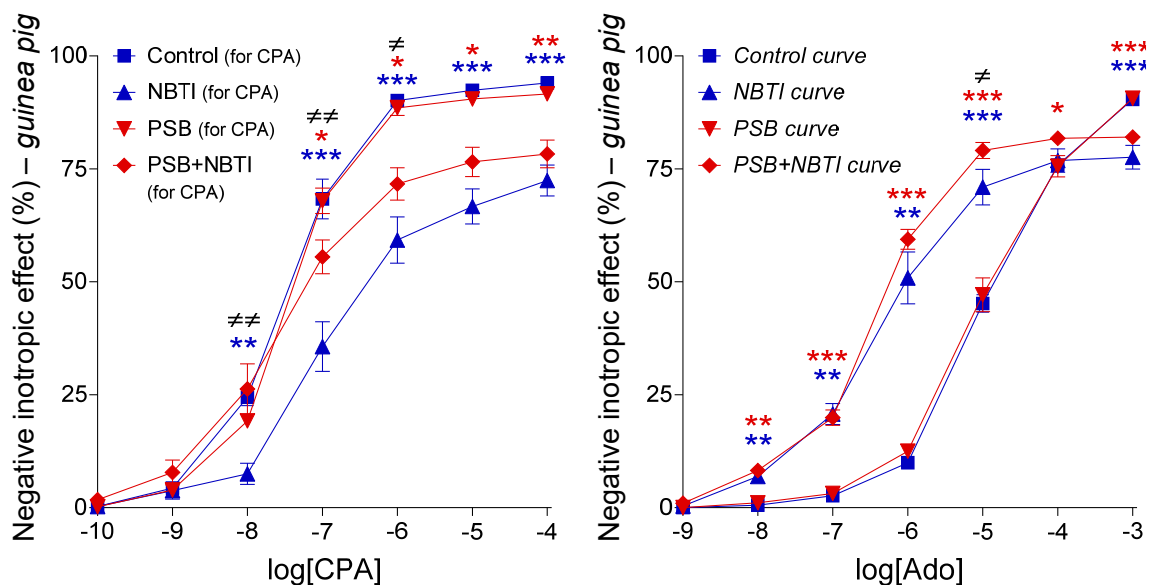 Negative inotropic effect (%) – guinea pig
100
75
50
25
0
Control (for CPA)
NBTI (for CPA)
PSB (for CPA)
PSB+NBTI
(for CPA)
≠≠
**
≠≠
*
***
≠
*
***
*
***
**
***
-10 -9 -8 -7 -6 -5 -4
log[CPA]
Negative inotropic effect (%) – guinea pig
100
75
50
25
0
Control curve
NBTI curve
PSB curve
PSB+NBTI curve
**
**
***
**
***
**
≠
***
***
*
***
***
-9 -8 -7 -6 -5 -4 -3
log[Ado]